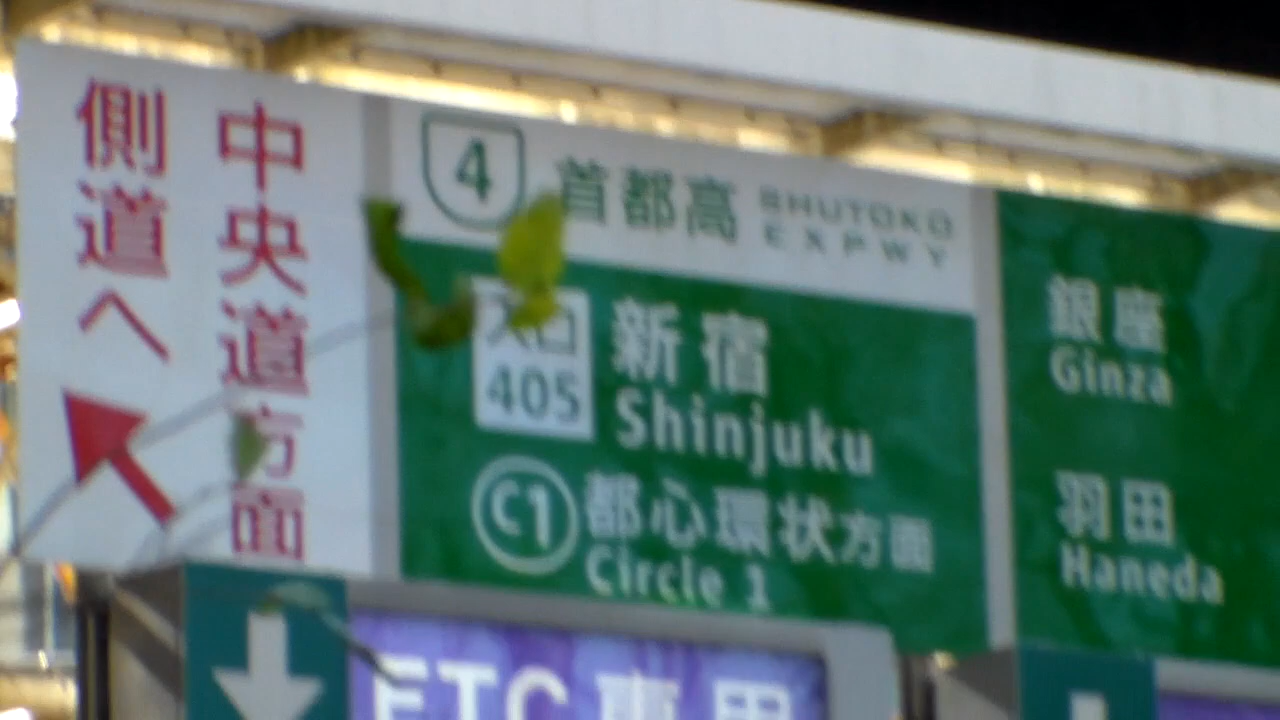 中央道方面
側道へ
4 首都高 SHUTOKO EXPWY
入口 405
新宿
Shinjuku
C1 都心環状方面
Circle 1
銀座
Ginza
羽田
Haneda
ETC専用